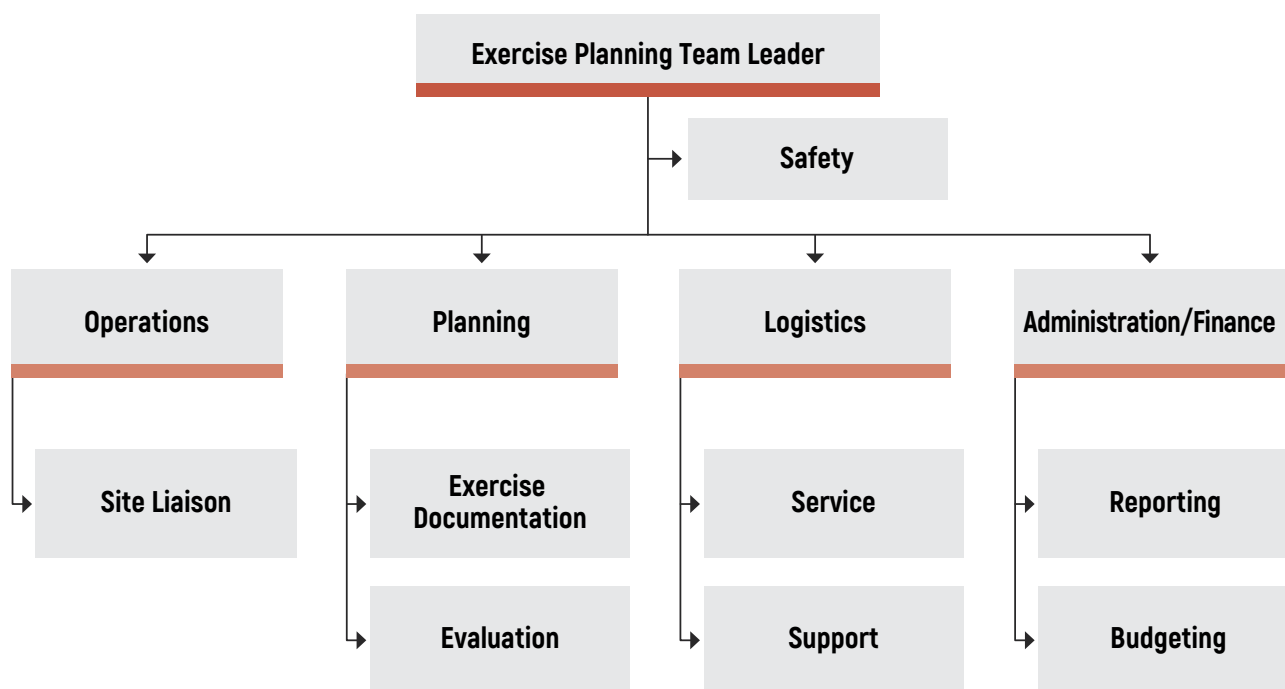 Exercise Planning Team Leader
Safety
Operations
Planning
Logistics
Administration/Finance
Site Liaison
Exercise
Documentation
Service
Reporting
Evaluation
Support
Budgeting